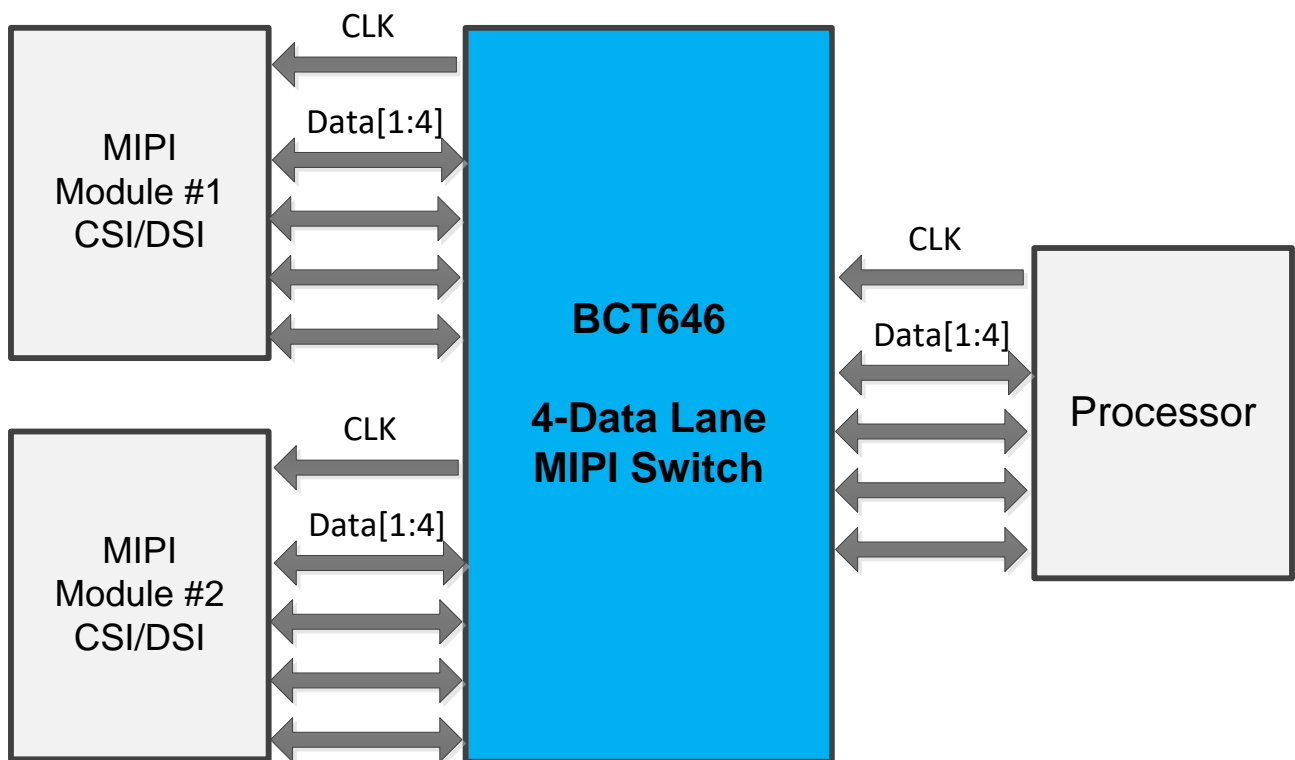 CLK
Data[1:4]
MIPI
Module #1
CSI/DSI
CLK
Data[1:4]
MIPI
Module #2
CSI/DSI
BCT646
4-Data Lane
MIPI Switch
CLK
Data[1:4]
Processor